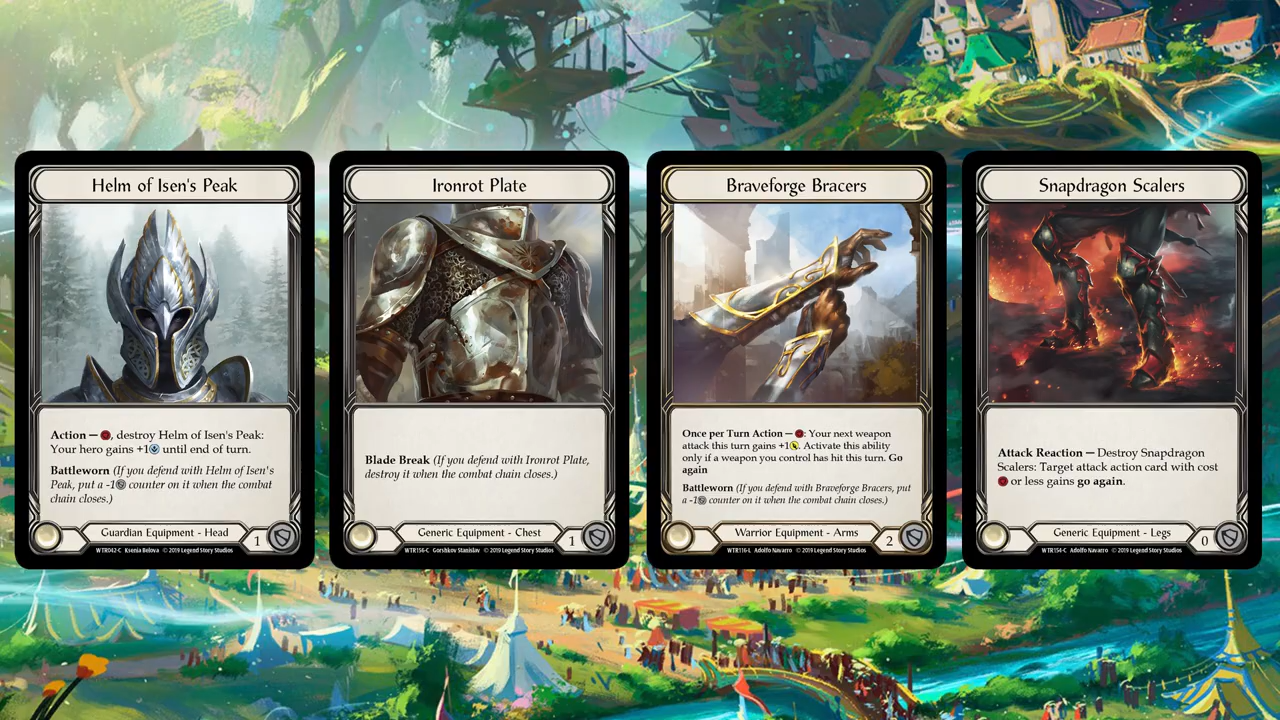 Helm of Isen's Peak
Action — , destroy Helm of Isen's Peak:
Your hero gains +1 until end of turn.
Battleworn (If you defend with Helm of Isen's
Peak, put a -1 counter on it when the combat
chain closes.)
Guardian Equipment - Head
1
WTR042-C Ksenia Belova © 2019 Legend Story Studios
Ironrot Plate
Blade Break (If you defend with Ironrot Plate,
destroy it when the combat chain closes.)
Generic Equipment - Chest
1
WTR156-C Gorshkov Stanislav © 2019 Legend Story Studios
Braveforge Bracers
Once per Turn Action — : Your next weapon
attack this turn gains +1 . Activate this ability
only if a weapon you control has hit this turn. Go
again
Battleworn (If you defend with Braveforge Bracers, put
a -1 counter on it when the combat chain closes.)
Warrior Equipment - Arms
2
WTR116-L Adolfo Navarro © 2019 Legend Story Studios
Snapdragon Scalers
Attack Reaction — Destroy Snapdragon
Scalers: Target attack action card with cost
or less gains go again.
Generic Equipment - Legs
0
WTR154-C Adolfo Navarro © 2019 Legend Story Studios